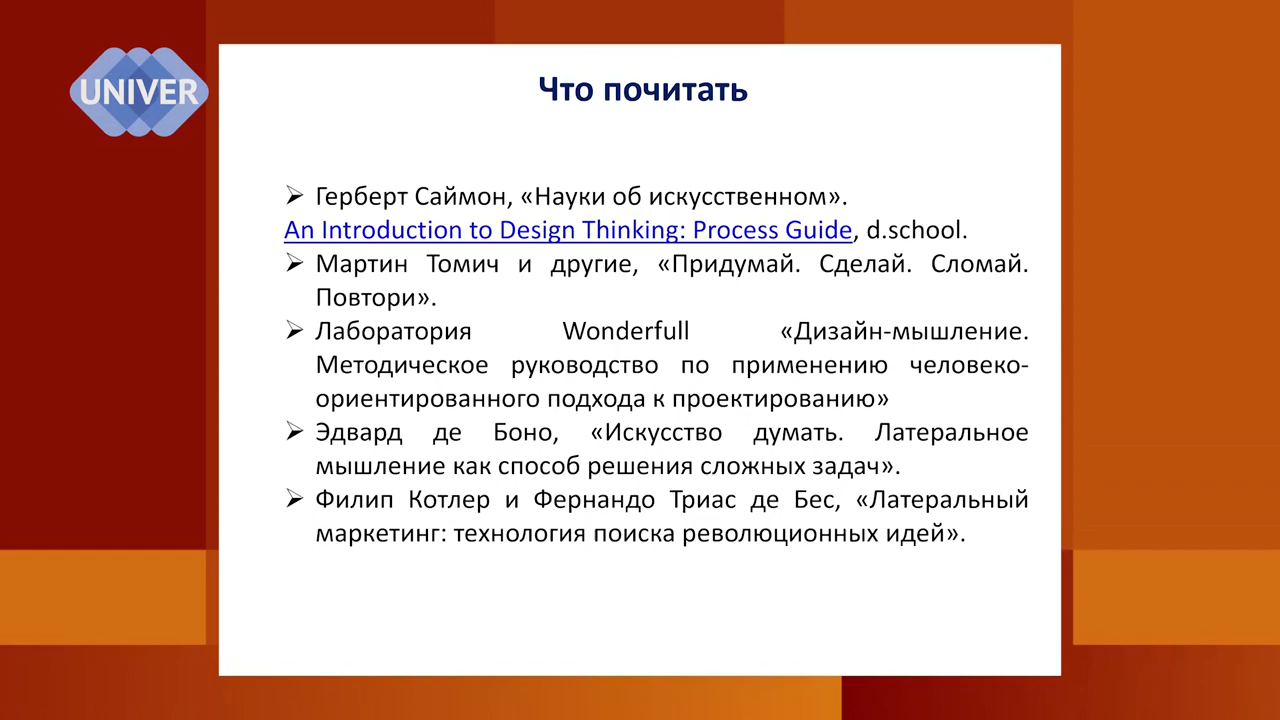 UNIVER
Что почитать
➢ Герберт Саймон, «Науки об искусственном».
An Introduction to Design Thinking: Process Guide, d.school.
➢ Мартин Томич и другие, «Придумай. Сделай. Сломай.
Повтори».
➢ Лаборатория Wonderfull «Дизайн-мышление.
Методическое руководство по применению человеко-
ориентированного подхода к проектированию»
➢ Эдвард де Боно, «Искусство думать. Латеральное
мышление как способ решения сложных задач».
➢ Филип Котлер и Фернандо Триас де Бес, «Латеральный
маркетинг: технология поиска революционных идей».